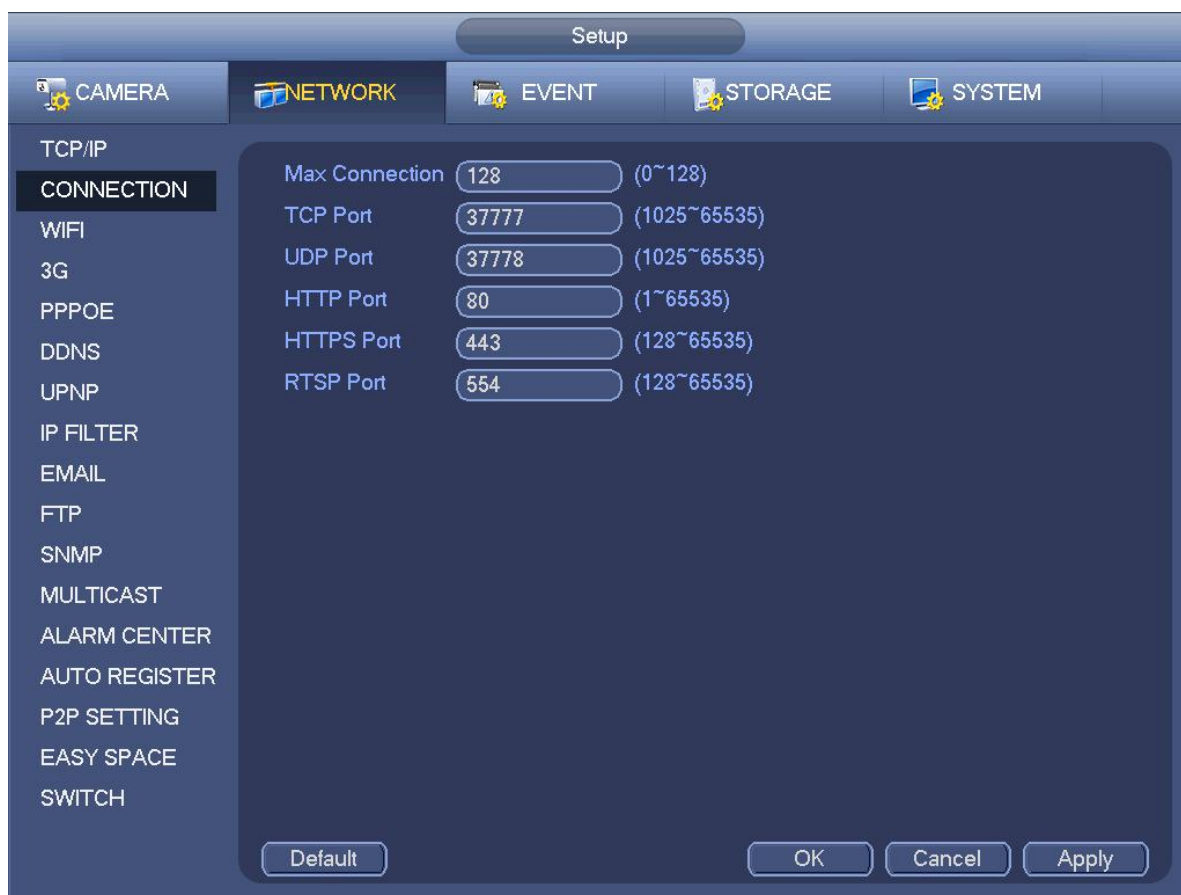 Setup
CAMERA NETWORK EVENT STORAGE SYSTEM
TCP/IP
CONNECTION
WIFI
3G
PPPOE
DDNS
UPNP
IP FILTER
EMAIL
FTP
SNMP
MULTICAST
ALARM CENTER
AUTO REGISTER
P2P SETTING
EASY SPACE
SWITCH
Max Connection 128 (0~128)
TCP Port 37777 (1025~65535)
UDP Port 37778 (1025~65535)
HTTP Port 80 (1~65535)
HTTPS Port 443 (128~65535)
RTSP Port 554 (128~65535)
Default OK Cancel Apply